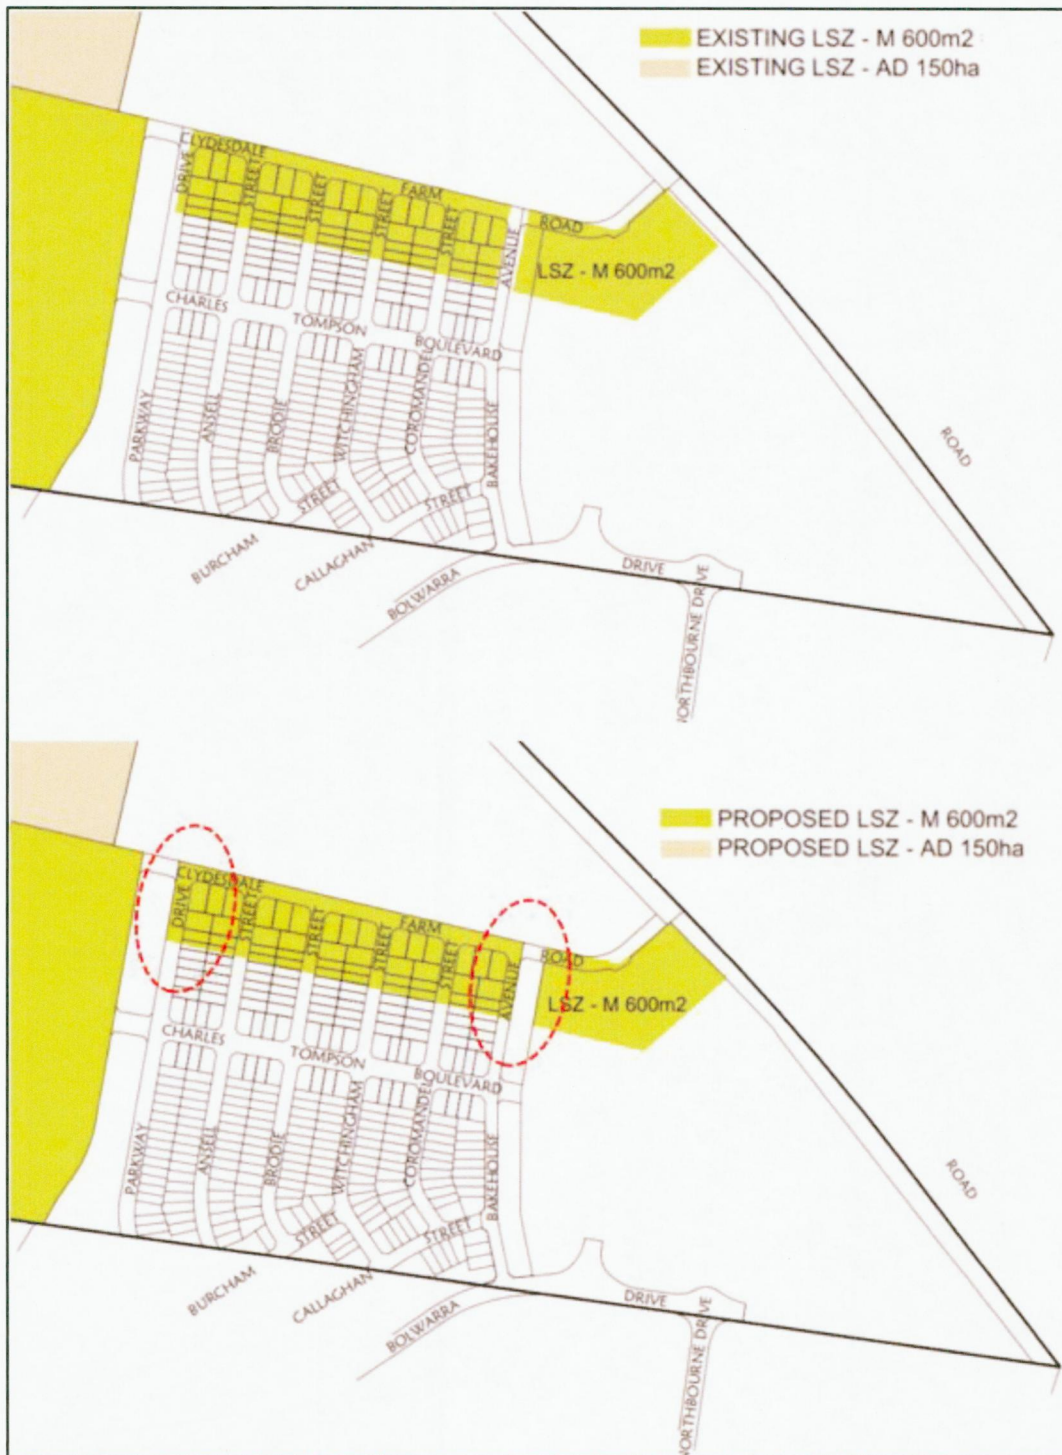 EXISTING LSZ - M 600m2
EXISTING LSZ - AD 150ha
CLYDESDALE
FARM
ROAD
DRIVE
STREET
STREET
STREET
STREET
AVENUE
LSZ - M 600m2
CHARLES
TOMPSON
BOULEVARD
PARKWAY
ANSELL
BRODIE
WITCHINGHAM
COROMANDEL
BAKEHOUSE
ROAD
STREET
STREET
BURCHAM
CALLAGHAN
BOLWARRA
DRIVE
NORTHBOURNE DRIVE
PROPOSED LSZ - M 600m2
PROPOSED LSZ - AD 150ha
CLYDESDALE
FARM
ROAD
DRIVE
STREET
STREET
STREET
STREET
AVENUE
LSZ - M 600m2
CHARLES
TOMPSON
BOULEVARD
PARKWAY
ANSELL
BRODIE
WITCHINGHAM
COROMANDEL
BAKEHOUSE
ROAD
STREET
STREET
BURCHAM
CALLAGHAN
BOLWARRA
DRIVE
NORTHBOURNE DRIVE